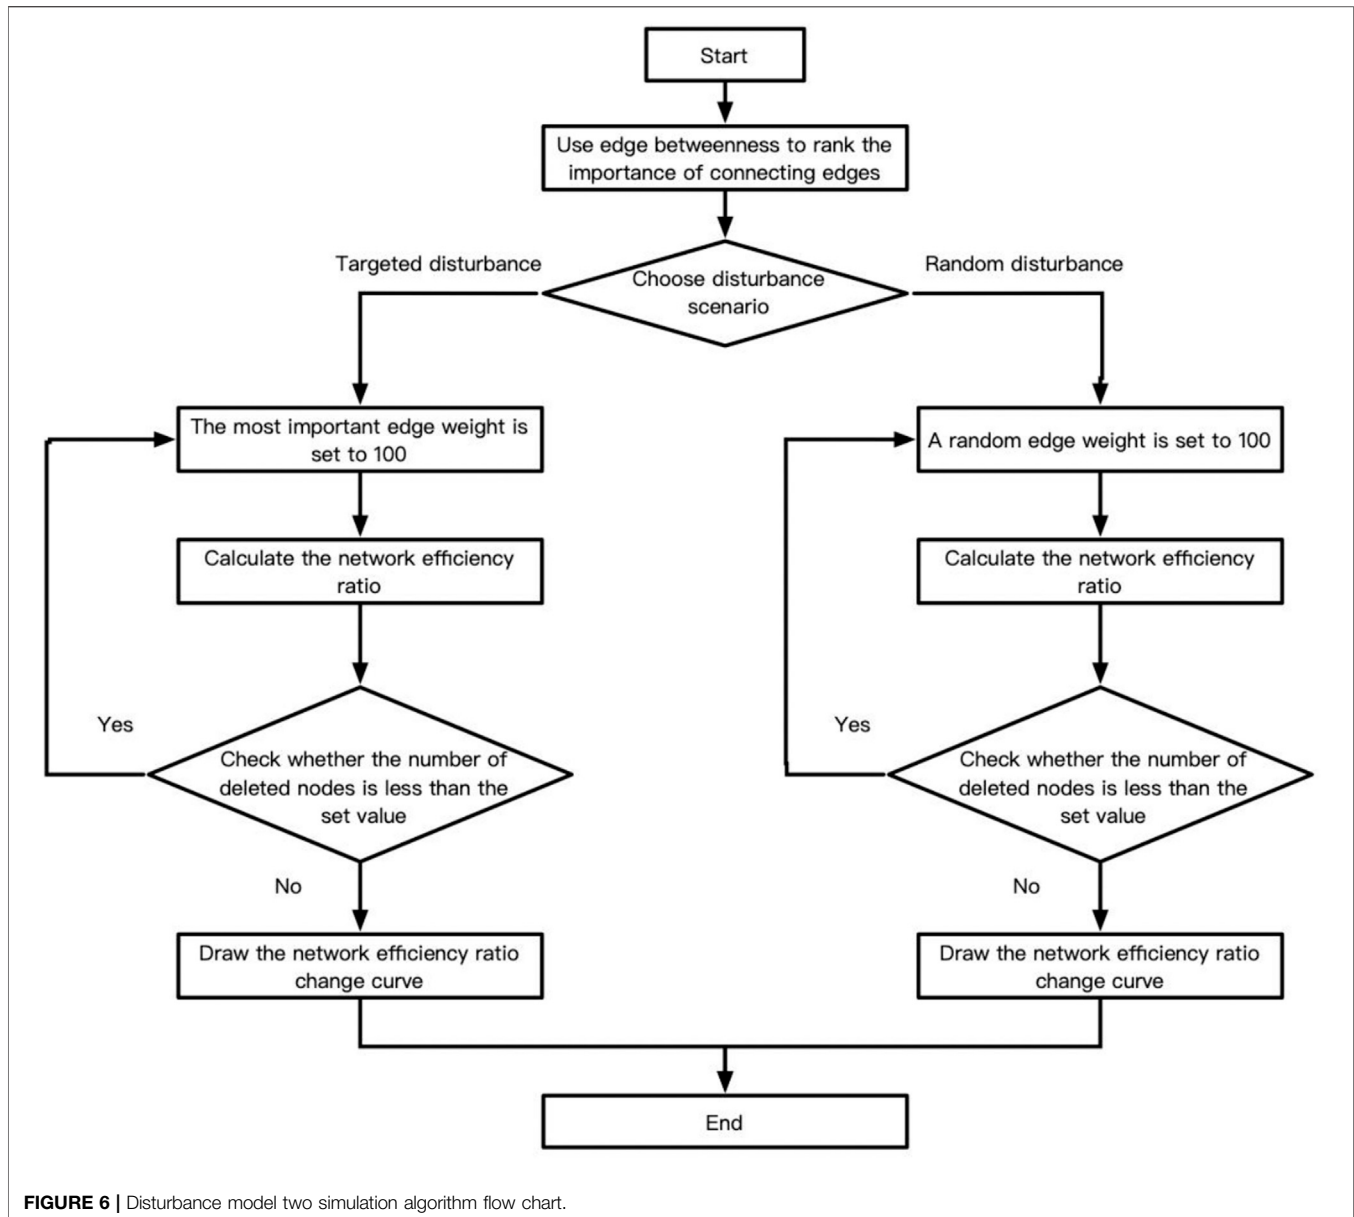 Start
Use edge betweenness to rank the
importance of connecting edges
Targeted disturbance
Choose disturbance
scenario
Random disturbance
The most important edge weight is
set to 100
A random edge weight is set to 100
Calculate the network efficiency
ratio
Calculate the network efficiency
ratio
Yes
Check whether the number of
deleted nodes is less than the
set value
Yes
Check whether the number of
deleted nodes is less than the
set value
No
No
Draw the network efficiency ratio
change curve
Draw the network efficiency ratio
change curve
End
FIGURE 6 | Disturbance model two simulation algorithm flow chart.